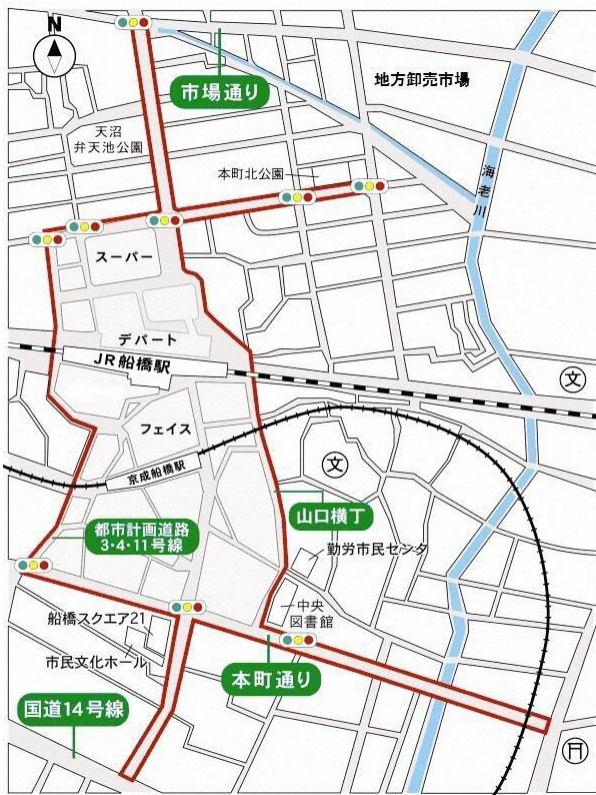 N
市場通り
地方卸売市場
天沼
弁天池公園
本町北公園
海老川
スーパー
デパート
JR船橋駅
文
フェイス
京成船橋駅
文
山口横丁
都市計画道路
3・4・11号線
勤労市民センタ
中央
図書館
船橋スクエア21
市民文化ホール
本町通り
国道14号線